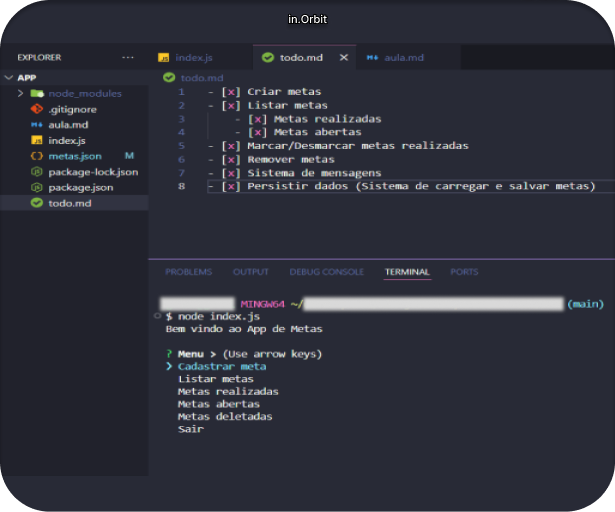 in.Orbit
EXPLORER ···
APP
node_modules
.gitignore
aula.md
index.js
metas.json M
package-lock.json
package.json
todo.md
index.js todo.md aula.md
todo.md
1 - [x] Criar metas
2 - [x] Listar metas
3 - [x] Metas realizadas
4 - [x] Metas abertas
5 - [x] Marcar/Desmarcar metas realizadas
6 - [x] Remover metas
7 - [x] Sistema de mensagens
8 - [x] Persistir dados (Sistema de carregar e salvar metas)
PROBLEMS OUTPUT DEBUG CONSOLE TERMINAL PORTS
MINGW64 ~/ (main)
$ node index.js
Bem vindo ao App de Metas
? Menu > (Use arrow keys)
❯ Cadastrar meta
Listar metas
Metas realizadas
Metas abertas
Metas deletadas
Sair